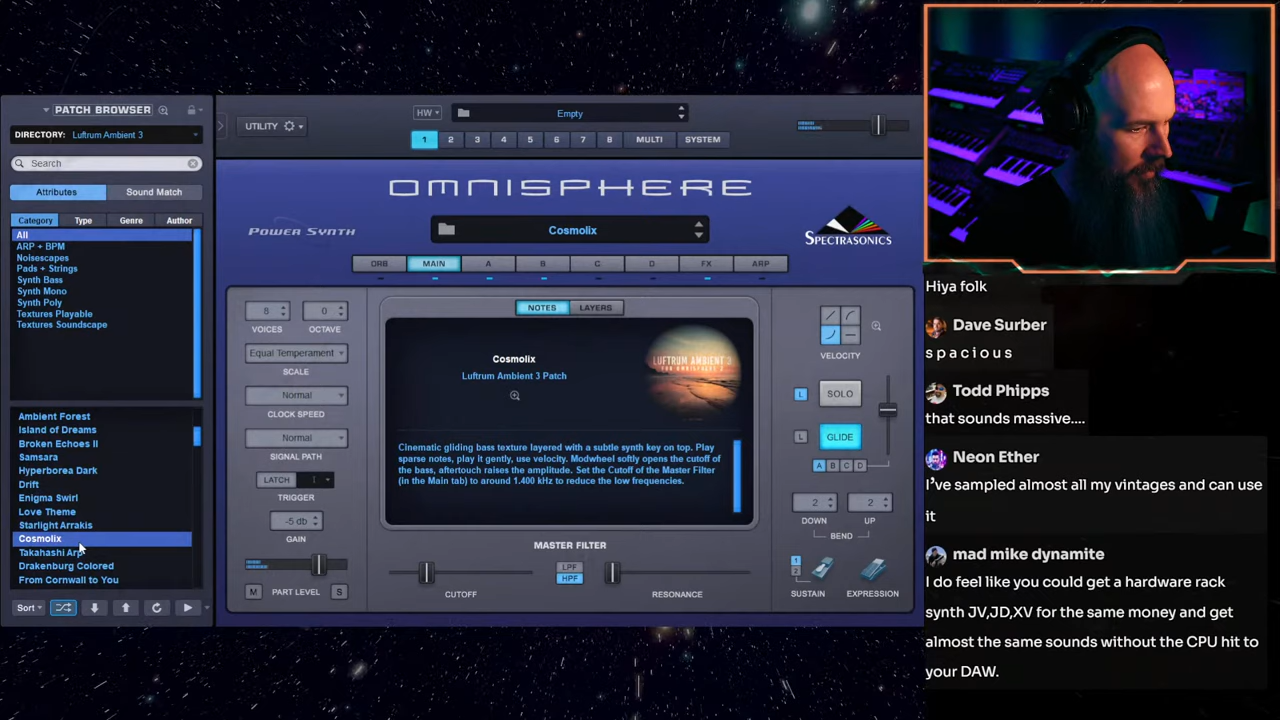 PATCH BROWSER
DIRECTORY: Luftrum Ambient 3
Search
Attributes
Sound Match
Category
Type
Genre
Author
All
ARP + BPM
Noisescapes
Pads + Strings
Synth Bass
Synth Mono
Synth Poly
Textures Playable
Textures Soundscape
Ambient Forest
Island of Dreams
Broken Echoes II
Samsara
Hyperborea Dark
Drift
Enigma Swirl
Love Theme
Starlight Arrakis
Cosmolix
Takahashi Arp
Drakenburg Colored
From Cornwall to You
Sort
UTILITY
HW
Empty
1 2 3 4 5 6 7 8 MULTI SYSTEM
OMNISPHERE
POWER SYNTH
Cosmolix
SPECTRASONICS
ORB MAIN A B C D FX ARP
8
0
VOICES
OCTAVE
Equal Temperament
SCALE
Normal
CLOCK SPEED
Normal
SIGNAL PATH
LATCH
TRIGGER
-5 db
GAIN
M
PART LEVEL
S
NOTES
LAYERS
Cosmolix
Luftrum Ambient 3 Patch
LUFTRUM AMBIENT 3
FOR OMNISPHERE 2
Cinematic gliding bass texture layered with a subtle synth key on top. Play
sparse notes, play it gently, use velocity. Modwheel softly opens the cutoff of
the bass, aftertouch raises the amplitude. Set the Cutoff of the Master Filter
(in the Main tab) to around 1.400 kHz to reduce the low frequencies.
MASTER FILTER
LPF
HPF
CUTOFF
RESONANCE
VELOCITY
L
SOLO
L
GLIDE
A B C D
2
2
DOWN
UP
BEND
1
2
SUSTAIN
EXPRESSION
Hiya folk
Dave Surber
s p a c i o u s
Todd Phipps
that sounds massive....
Neon Ether
I've sampled almost all my vintages and can use
it
mad mike dynamite
I do feel like you could get a hardware rack
synth JV,JD,XV for the same money and get
almost the same sounds without the CPU hit to
your DAW.